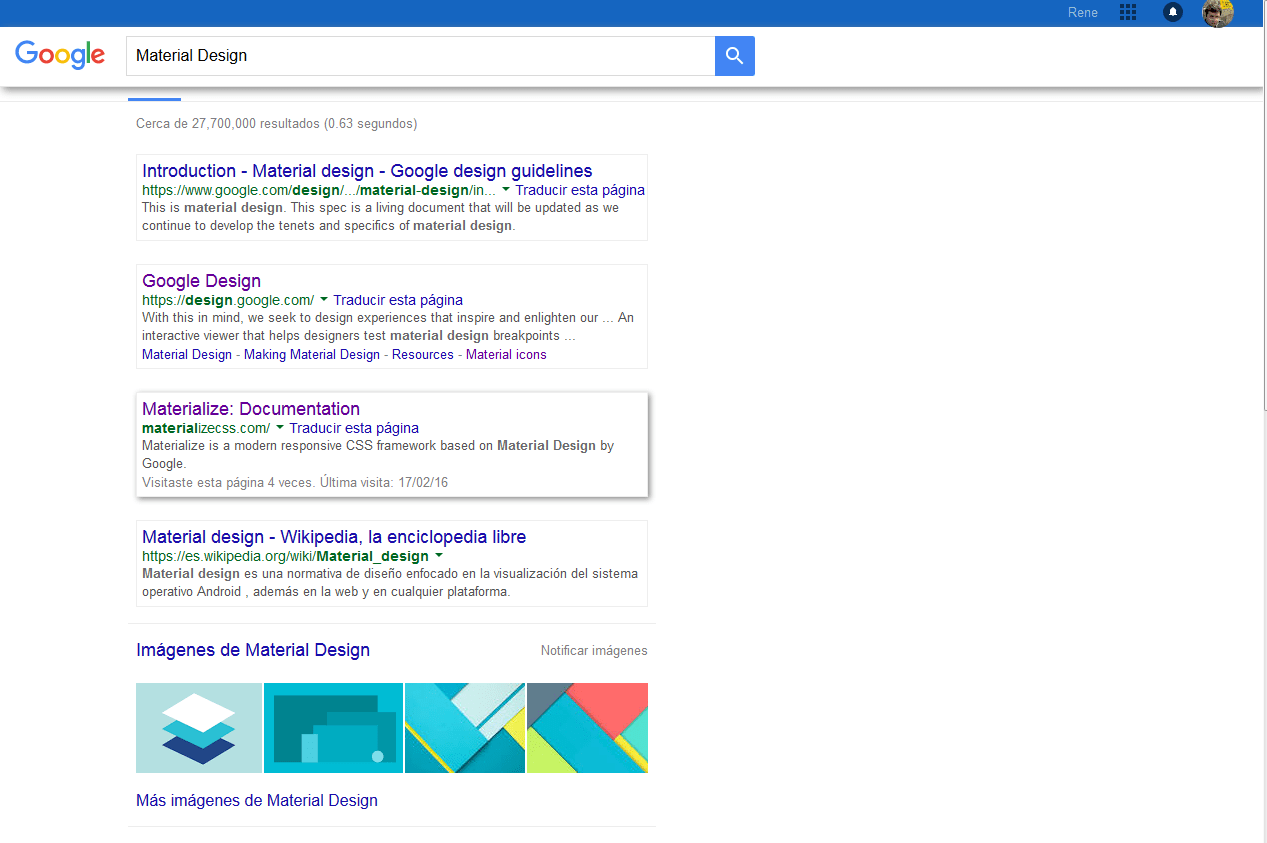 Rene
Google
Material Design
Cerca de 27,700,000 resultados (0.63 segundos)
Introduction - Material design - Google design guidelines
https://www.google.com/design/.../material-design/in... Traducir esta página
This is material design. This spec is a living document that will be updated as we
continue to develop the tenets and specifics of material design.
Google Design
https://design.google.com/ Traducir esta página
With this in mind, we seek to design experiences that inspire and enlighten our ... An
interactive viewer that helps designers test material design breakpoints ...
Material Design - Making Material Design - Resources - Material icons
Materialize: Documentation
materializecss.com/ Traducir esta página
Materialize is a modern responsive CSS framework based on Material Design by
Google.
Visitaste esta página 4 veces. Última visita: 17/02/16
Material design - Wikipedia, la enciclopedia libre
https://es.wikipedia.org/wiki/Material_design
Material design es una normativa de diseño enfocado en la visualización del sistema
operativo Android , además en la web y en cualquier plataforma.
Imágenes de Material Design
Notificar imágenes
Más imágenes de Material Design